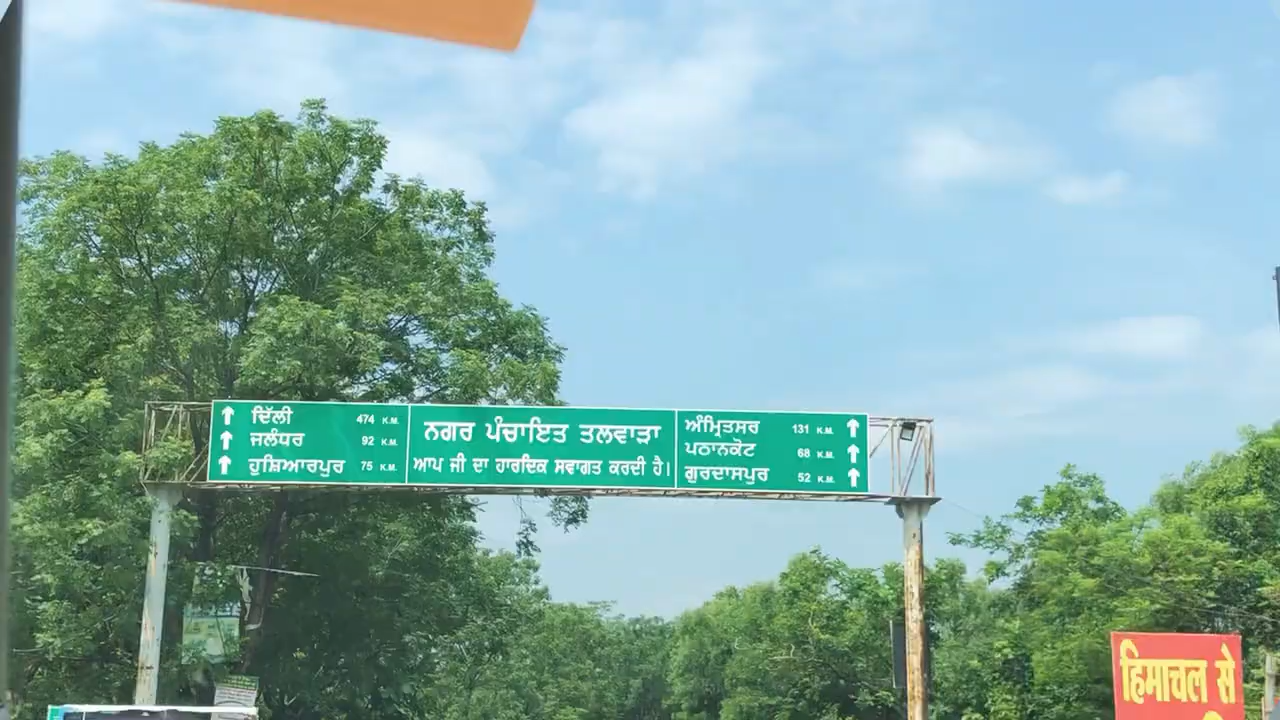 ਦਿੱਲੀ 474 K.M.
ਜਲੰਧਰ 92 K.M.
ਹੁਸ਼ਿਆਰਪੁਰ 75 K.M.
ਨਗਰ ਪੰਚਾਇਤ ਤਲਵਾੜਾ
ਆਪ ਜੀ ਦਾ ਹਾਰਦਿਕ ਸਵਾਗਤ ਕਰਦੀ ਹੈ।
ਅੰਮ੍ਰਿਤਸਰ 131 K.M.
ਪਠਾਨਕੋਟ 68 K.M.
ਗੁਰਦਾਸਪੁਰ 52 K.M.
हिमाचल से